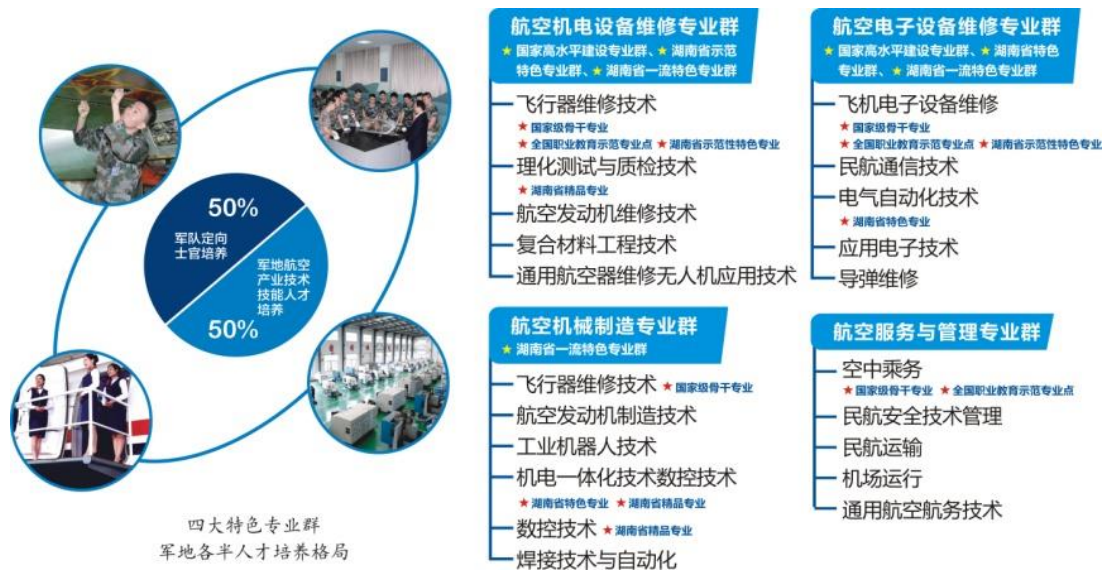 50%
军队定向
士官培养
军地航空
产业技术
技能人才
培养
50%
四大特色专业群
军地各半人才培养格局
航空机电设备维修专业群
★ 国家高水平建设专业群、★ 湖南省示范
特色专业群、★ 湖南省一流特色专业群
飞行器维修技术
★ 国家级骨干专业
★ 全国职业教育示范专业点 ★ 湖南省示范性特色专业
理化测试与质检技术
★ 湖南省精品专业
航空发动机维修技术
复合材料工程技术
通用航空器维修无人机应用技术
航空电子设备维修专业群
★ 国家高水平建设专业群、★ 湖南省特色
专业群、★ 湖南省一流特色专业群
飞机电子设备维修
★ 国家级骨干专业
★ 全国职业教育示范专业点 ★ 湖南省示范性特色专业
民航通信技术
电气自动化技术
★ 湖南省特色专业
应用电子技术
导弹维修
航空机械制造专业群
★ 湖南省一流特色专业群
飞行器维修技术 ★ 国家级骨干专业
航空发动机制造技术
工业机器人技术
机电一体化技术数控技术
★ 湖南省特色专业 ★ 湖南省精品专业
数控技术 ★ 湖南省精品专业
焊接技术与自动化
航空服务与管理专业群
空中乘务
★ 国家级骨干专业 ★ 全国职业教育示范专业点
民航安全技术管理
民航运输
机场运行
通用航空航务技术